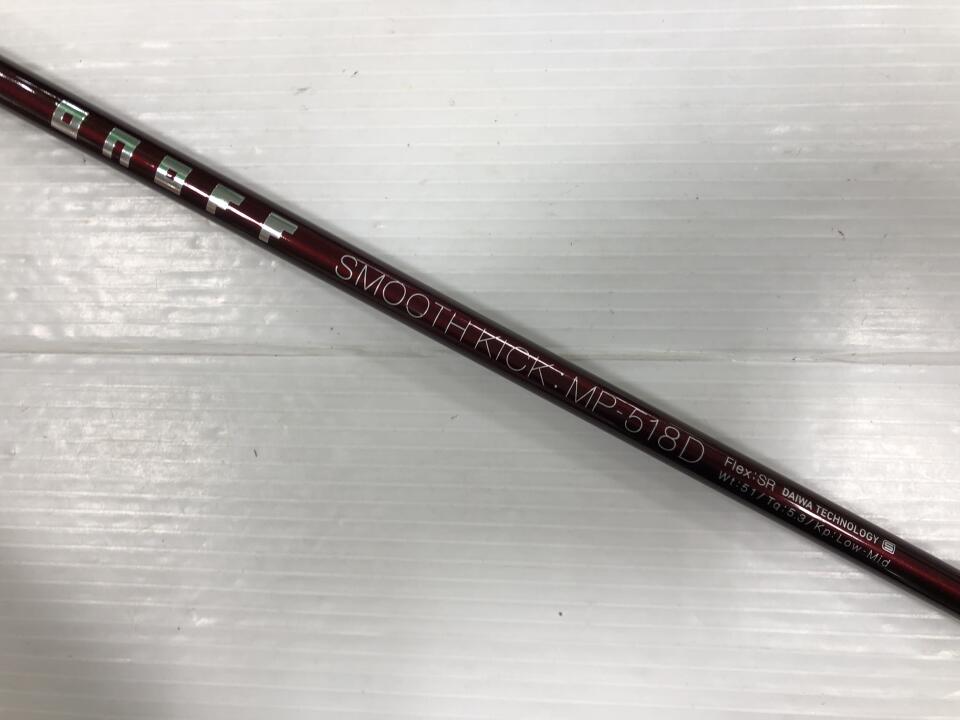 onoff
SMOOTH KICK: MP-518D
Flex:SR DAIWA TECHNOLOGY
Wt:51/Tq:5.3/Kp:Low-Mid